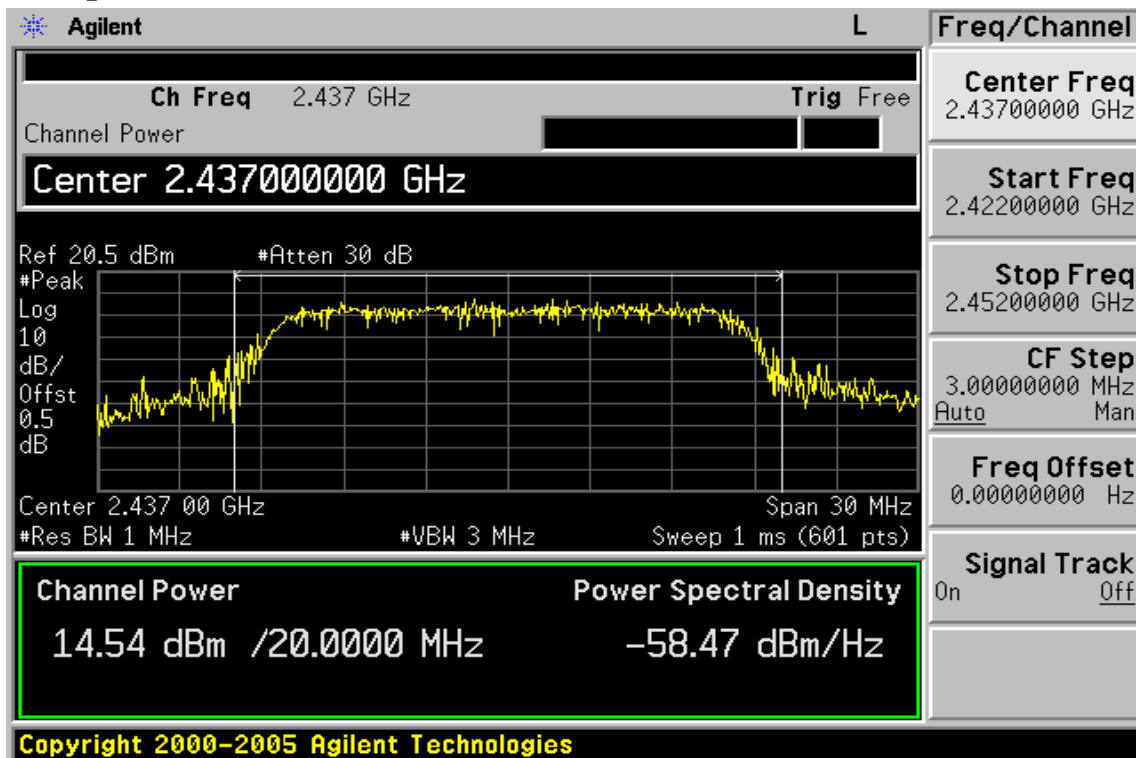 Agilent L
Ch Freq 2.437 GHz Trig Free
Channel Power
Center 2.437000000 GHz
Ref 20.5 dBm #Atten 30 dB
#Peak
Log
10
dB/
Offst
0.5
dB
Center 2.437 00 GHz Span 30 MHz
#Res BW 1 MHz #VBW 3 MHz Sweep 1 ms (601 pts)
Channel Power Power Spectral Density
14.54 dBm /20.0000 MHz -58.47 dBm/Hz
Copyright 2000-2005 Agilent Technologies
Freq/Channel
Center Freq
2.43700000 GHz
Start Freq
2.42200000 GHz
Stop Freq
2.45200000 GHz
CF Step
3.00000000 MHz
Auto Man
Freq Offset
0.00000000 Hz
Signal Track
On Off